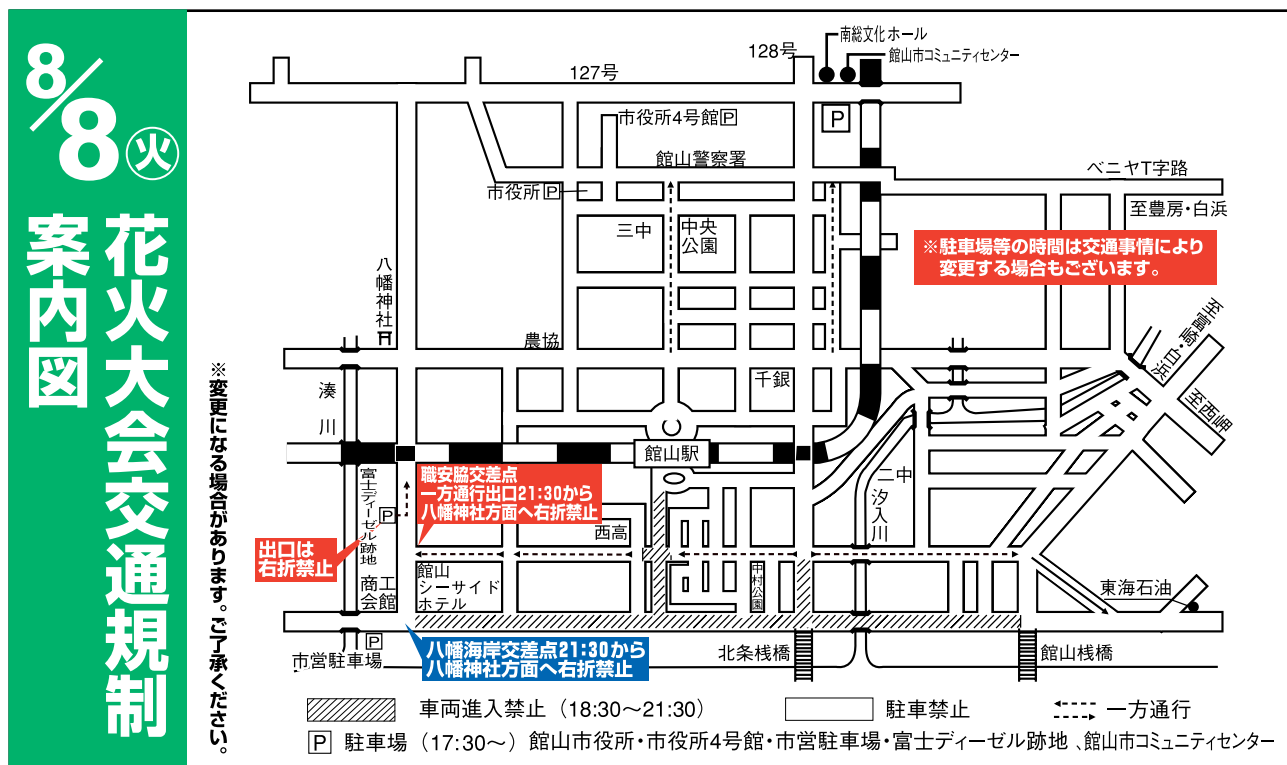 8/8㊋
花火大会交通規制
案内図
※変更になる場合があります。ご了承ください。
南総文化ホール
館山市コミュニティセンター
128号
127号
P
市役所4号館P
館山警察署
ベニヤT字路
市役所P
至豊房・白浜
三中
中央
公園
※駐車場等の時間は交通事情により
変更する場合もございます。
八幡神社
至富崎・白浜
農協
千銀
湊川
至西岬
館山駅
富士ディーゼル跡地
P
職安脇交差点
一方通行出口21:30から
八幡神社方面へ右折禁止
二中
汐入川
西高
出口は
右折禁止
商工
会館
館山
シーサイド
ホテル
中村公園
東海石油
P
市営駐車場
八幡海岸交差点21:30から
八幡神社方面へ右折禁止
北条桟橋
館山桟橋
車両進入禁止（18:30～21:30）
駐車禁止
一方通行
P 駐車場（17:30～）館山市役所・市役所4号館・市営駐車場・富士ディーゼル跡地、館山市コミュニティセンター